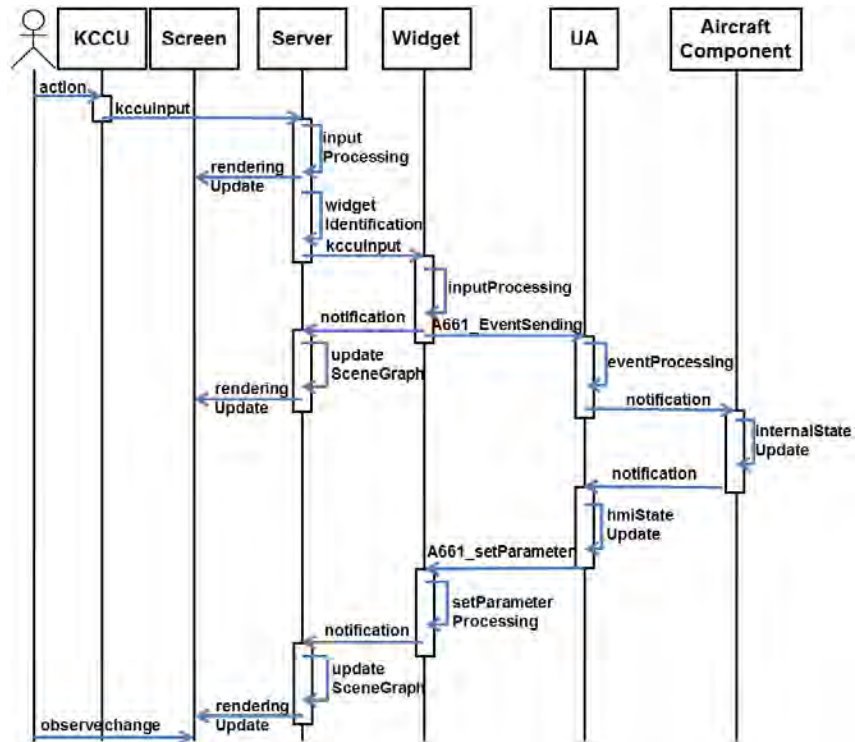 KCCU
Screen
Server
Widget
UA
Aircraft
Component
action
kccuInput
input
Processing
rendering
Update
widget
Identification
kccuInput
inputProcessing
notification
A661_EventSending
update
SceneGraph
eventProcessing
rendering
Update
notification
internalState
Update
notification
hmiState
Update
A661_setParameter
setParameter
Processing
notification
update
SceneGraph
rendering
Update
observechange